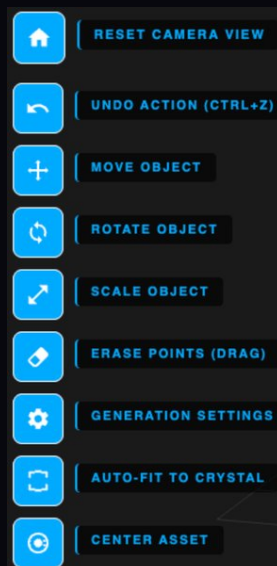 RESET CAMERA VIEW
UNDO ACTION (CTRL+Z)
MOVE OBJECT
ROTATE OBJECT
SCALE OBJECT
ERASE POINTS (DRAG)
GENERATION SETTINGS
AUTO-FIT TO CRYSTAL
CENTER ASSET